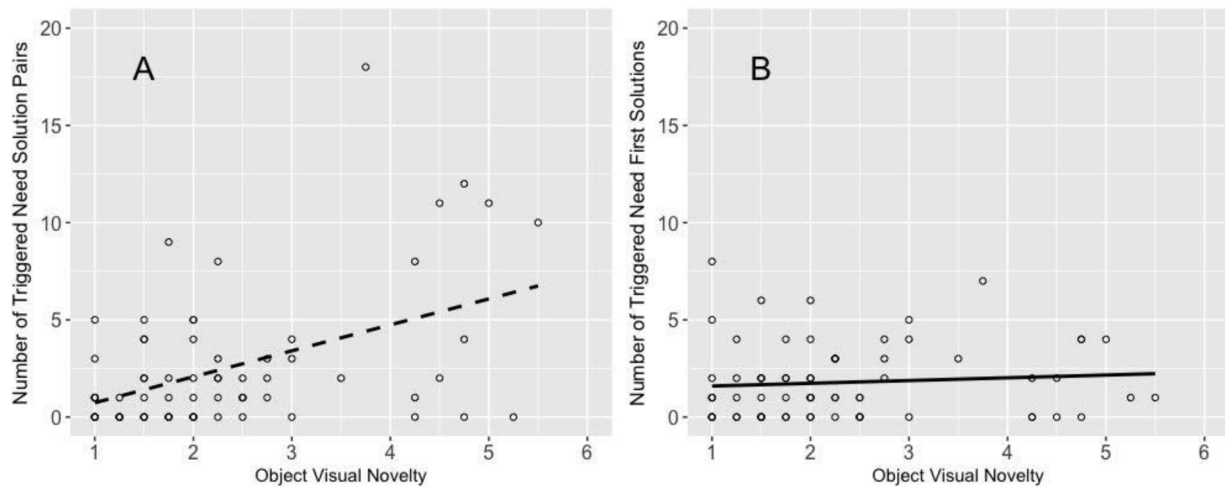 A
Number of Triggered Need Solution Pairs
20
15
10
5
0
1 2 3 4 5 6
Object Visual Novelty
B
Number of Triggered Need First Solutions
20
15
10
5
0
1 2 3 4 5 6
Object Visual Novelty